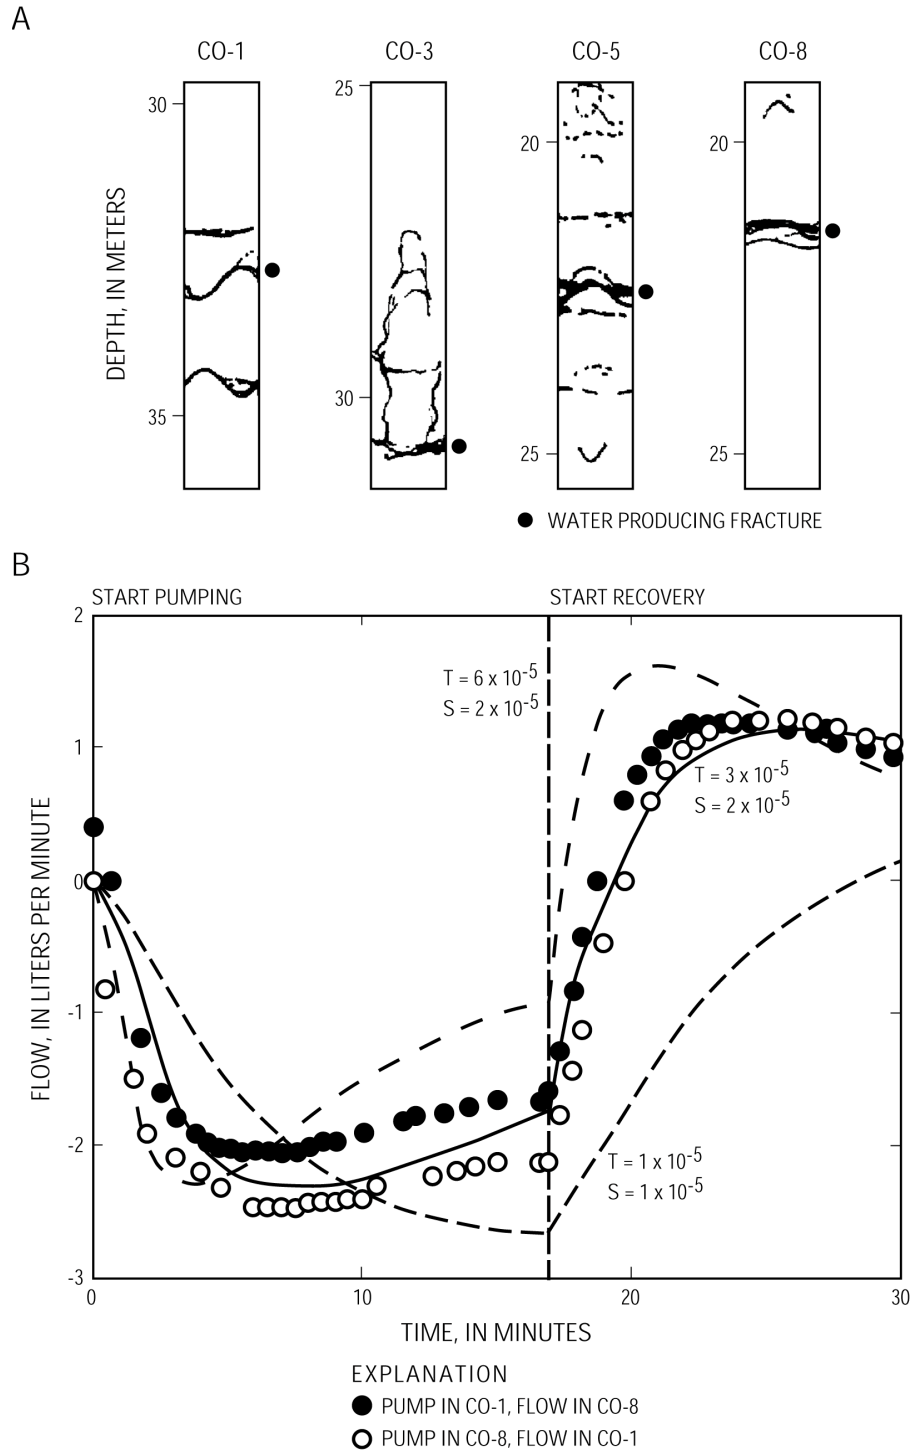 A
CO-1
CO-3
CO-5
CO-8
DEPTH, IN METERS
30
35
25
30
20
25
20
25
● WATER PRODUCING FRACTURE
B
START PUMPING
START RECOVERY
FLOW, IN LITERS PER MINUTE
2
1
0
-1
-2
-3
T = 6 x 10-5
S = 2 x 10-5
T = 3 x 10-5
S = 2 x 10-5
T = 1 x 10-5
S = 1 x 10-5
0
10
20
30
TIME, IN MINUTES
EXPLANATION
● PUMP IN CO-1, FLOW IN CO-8
○ PUMP IN CO-8, FLOW IN CO-1